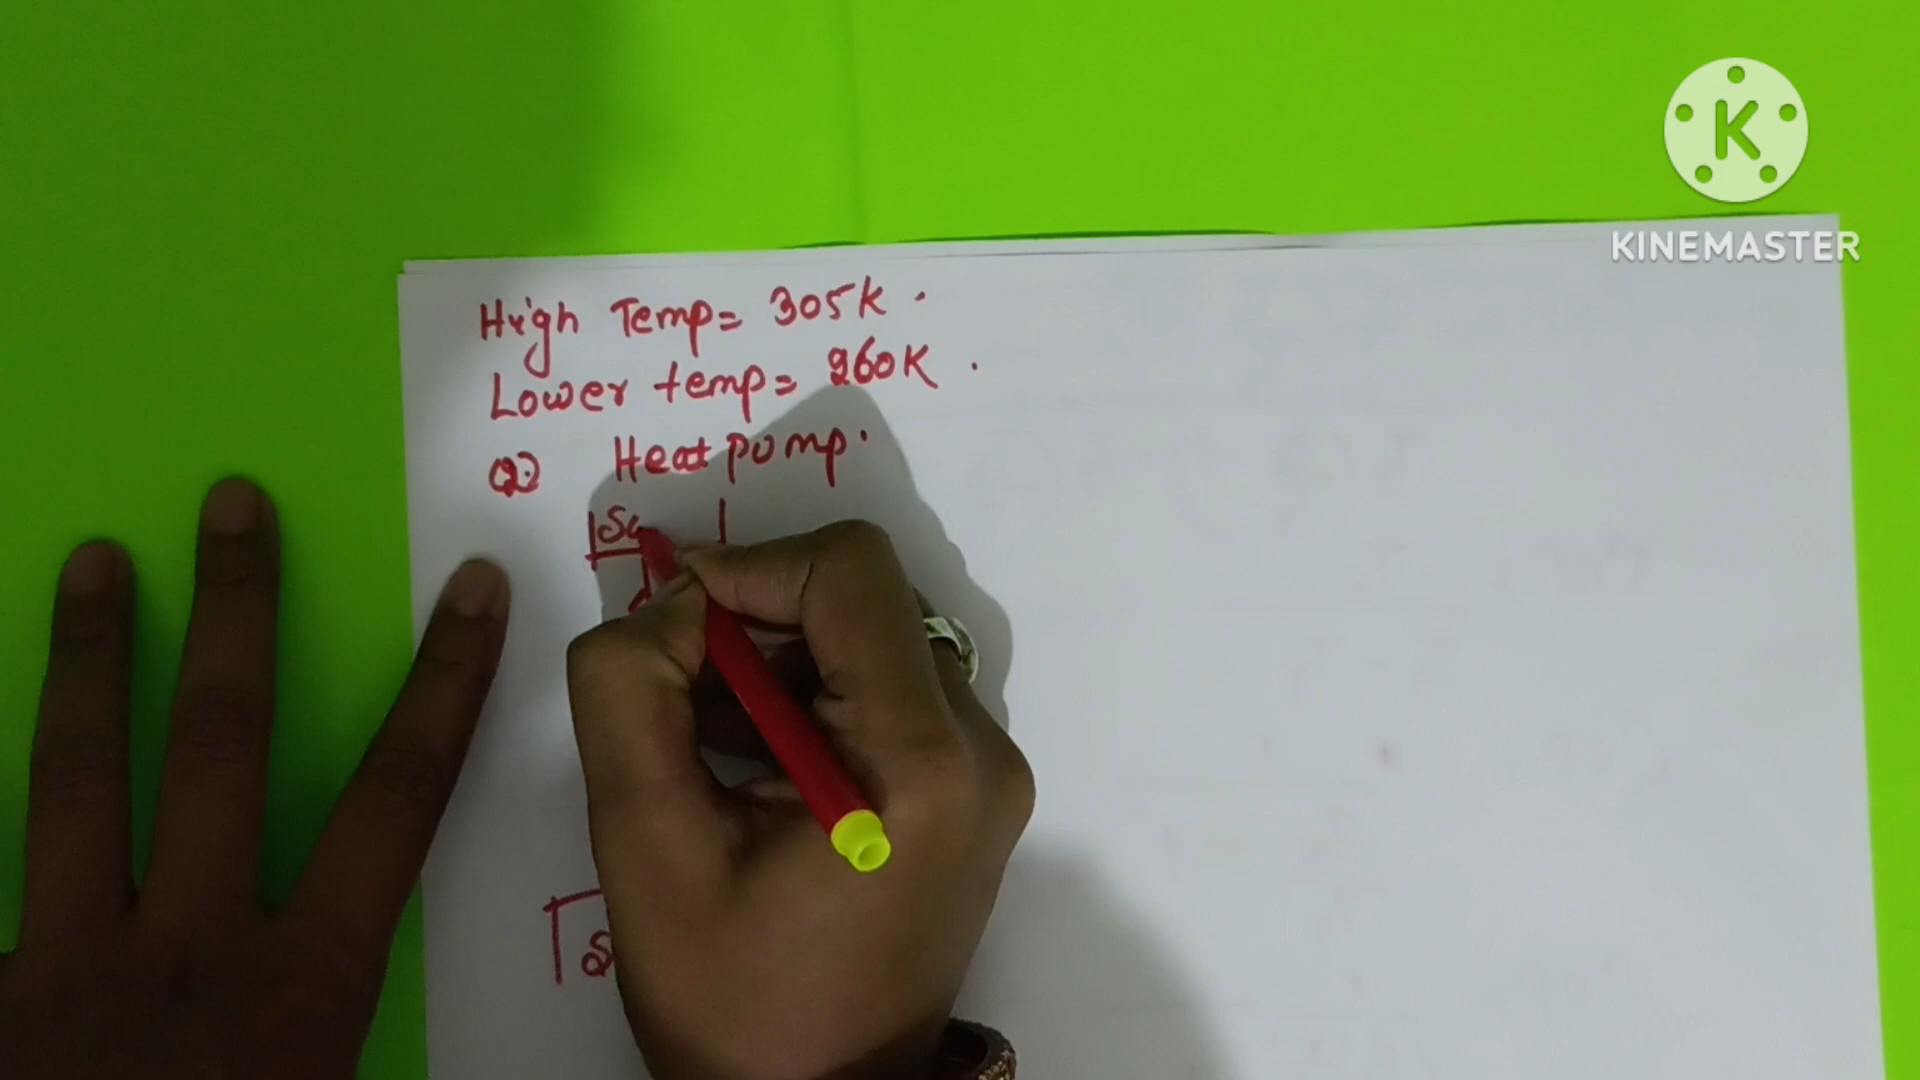 K
KINEMASTER
High Temp = 305K .
Lower temp = 260K .
Q2 Heat pump.